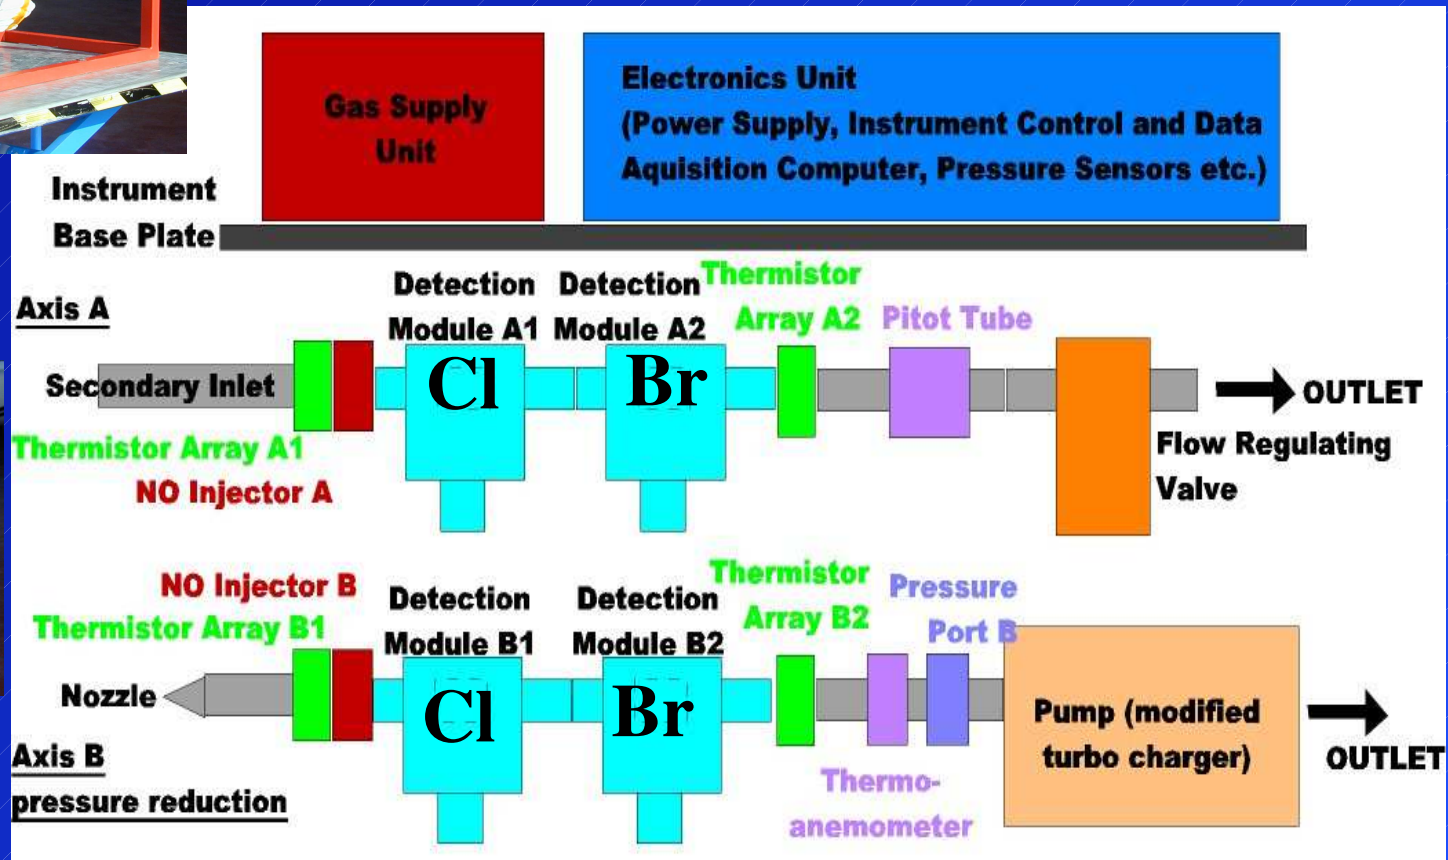 Gas Supply
Unit
Electronics Unit
(Power Supply, Instrument Control and Data
Aquisition Computer, Pressure Sensors etc.)
Instrument
Base Plate
Axis A
Detection
Module A1
Detection
Module A2
Thermistor
Array A2
Pitot Tube
Secondary Inlet
Cl
Br
OUTLET
Thermistor Array A1
NO Injector A
Flow Regulating
Valve
NO Injector B
Thermistor Array B1
Detection
Module B1
Detection
Module B2
Thermistor
Array B2
Pressure
Port B
Nozzle
Cl
Br
Pump (modified
turbo charger)
OUTLET
Axis B
pressure reduction
Thermo-
anemometer